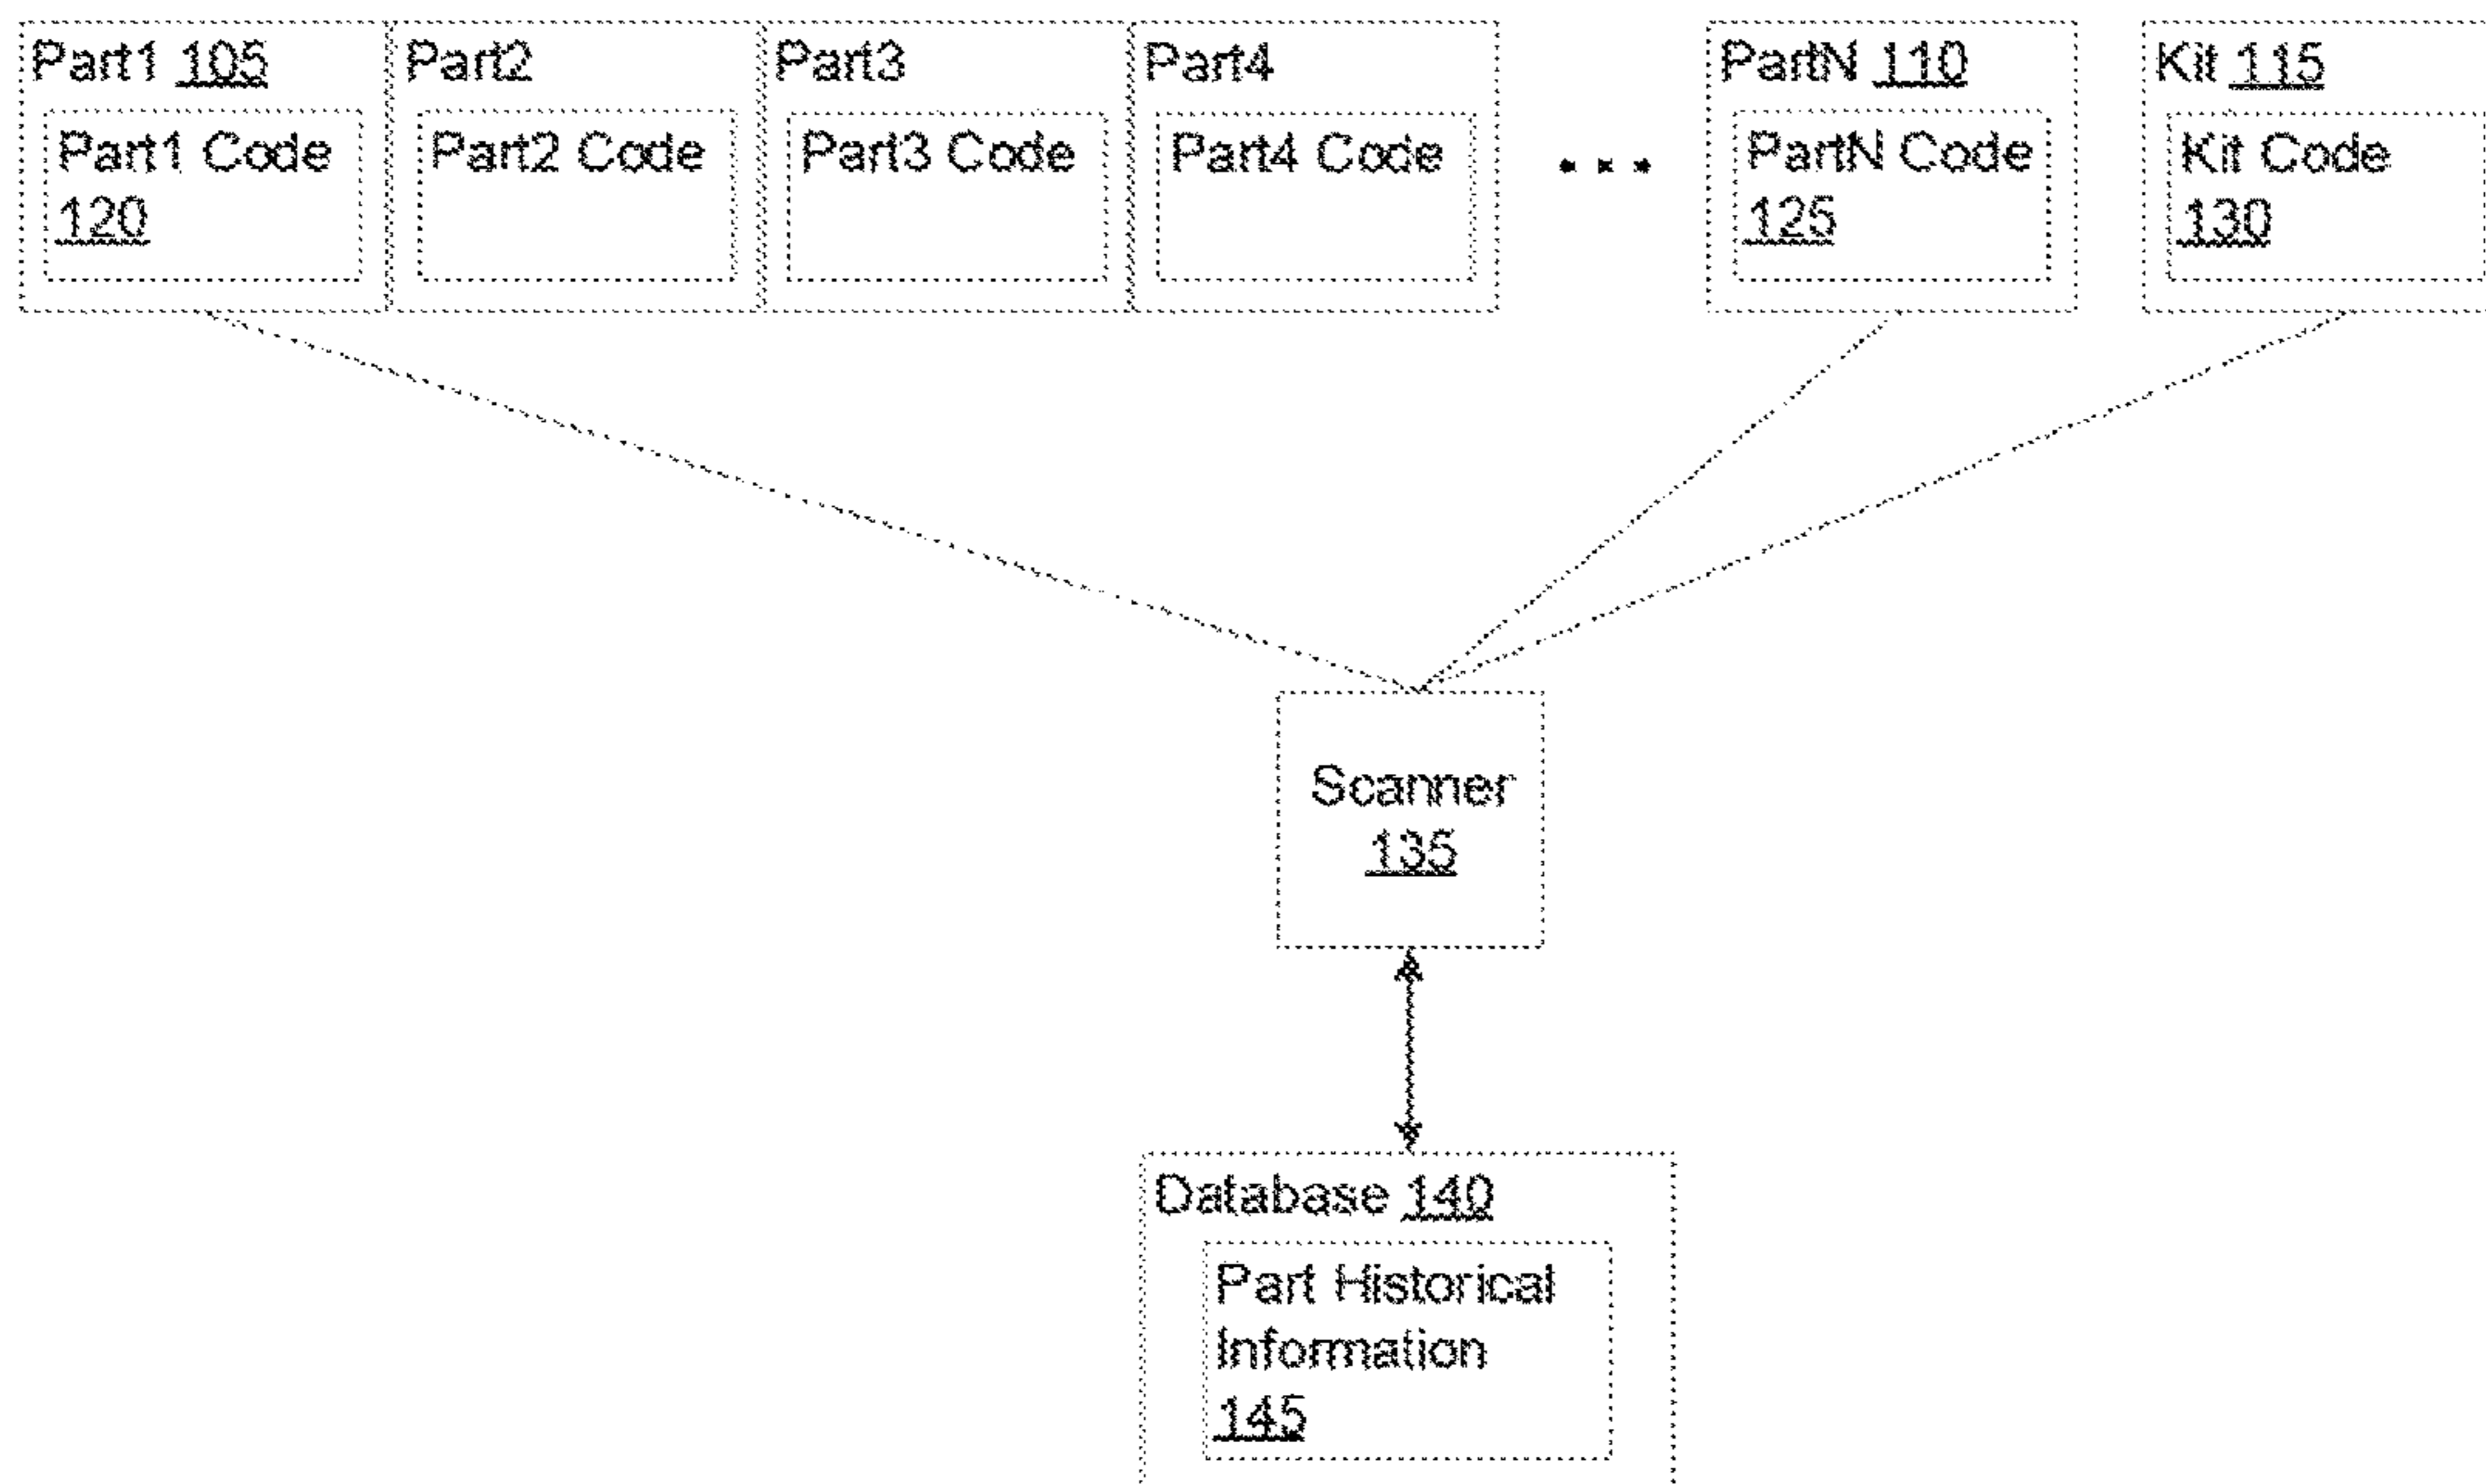 Part1 105
Part2
Part3
Part4
PartN 110
Kit 115
Part1 Code
120
Part2 Code
Part3 Code
Part4 Code
...
PartN Code
125
Kit Code
130
Scanner
135
Database 140
Part Historical
Information
145